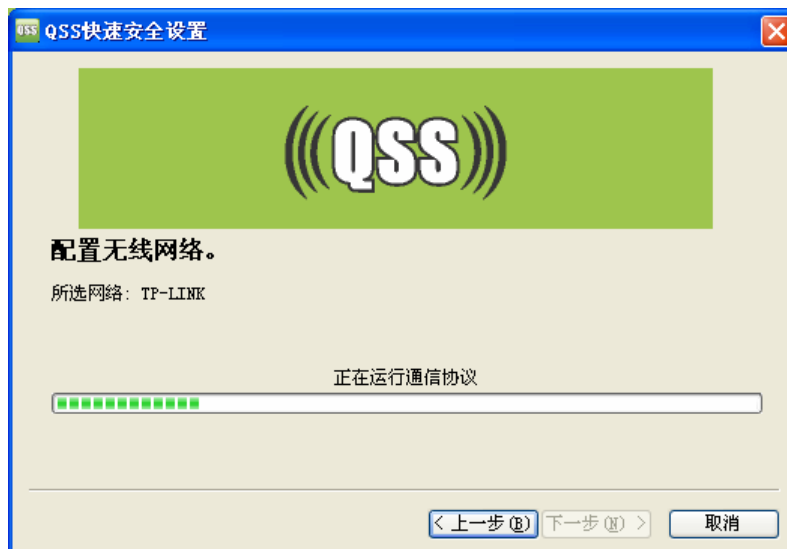 QSS QSS快速安全设置
(((QSS)))
配置无线网络。
所选网络: TP-LINK
正在运行通信协议
< 上一步(B) 下一步(N) > 取消